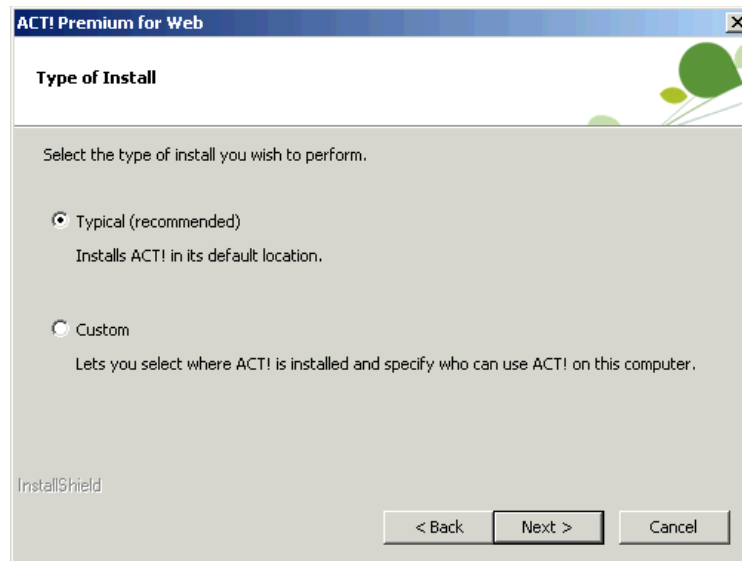 ACT! Premium for Web
Type of Install
Select the type of install you wish to perform.
Typical (recommended)
Installs ACT! in its default location.
Custom
Lets you select where ACT! is installed and specify who can use ACT! on this computer.
InstallShield
< Back Next > Cancel